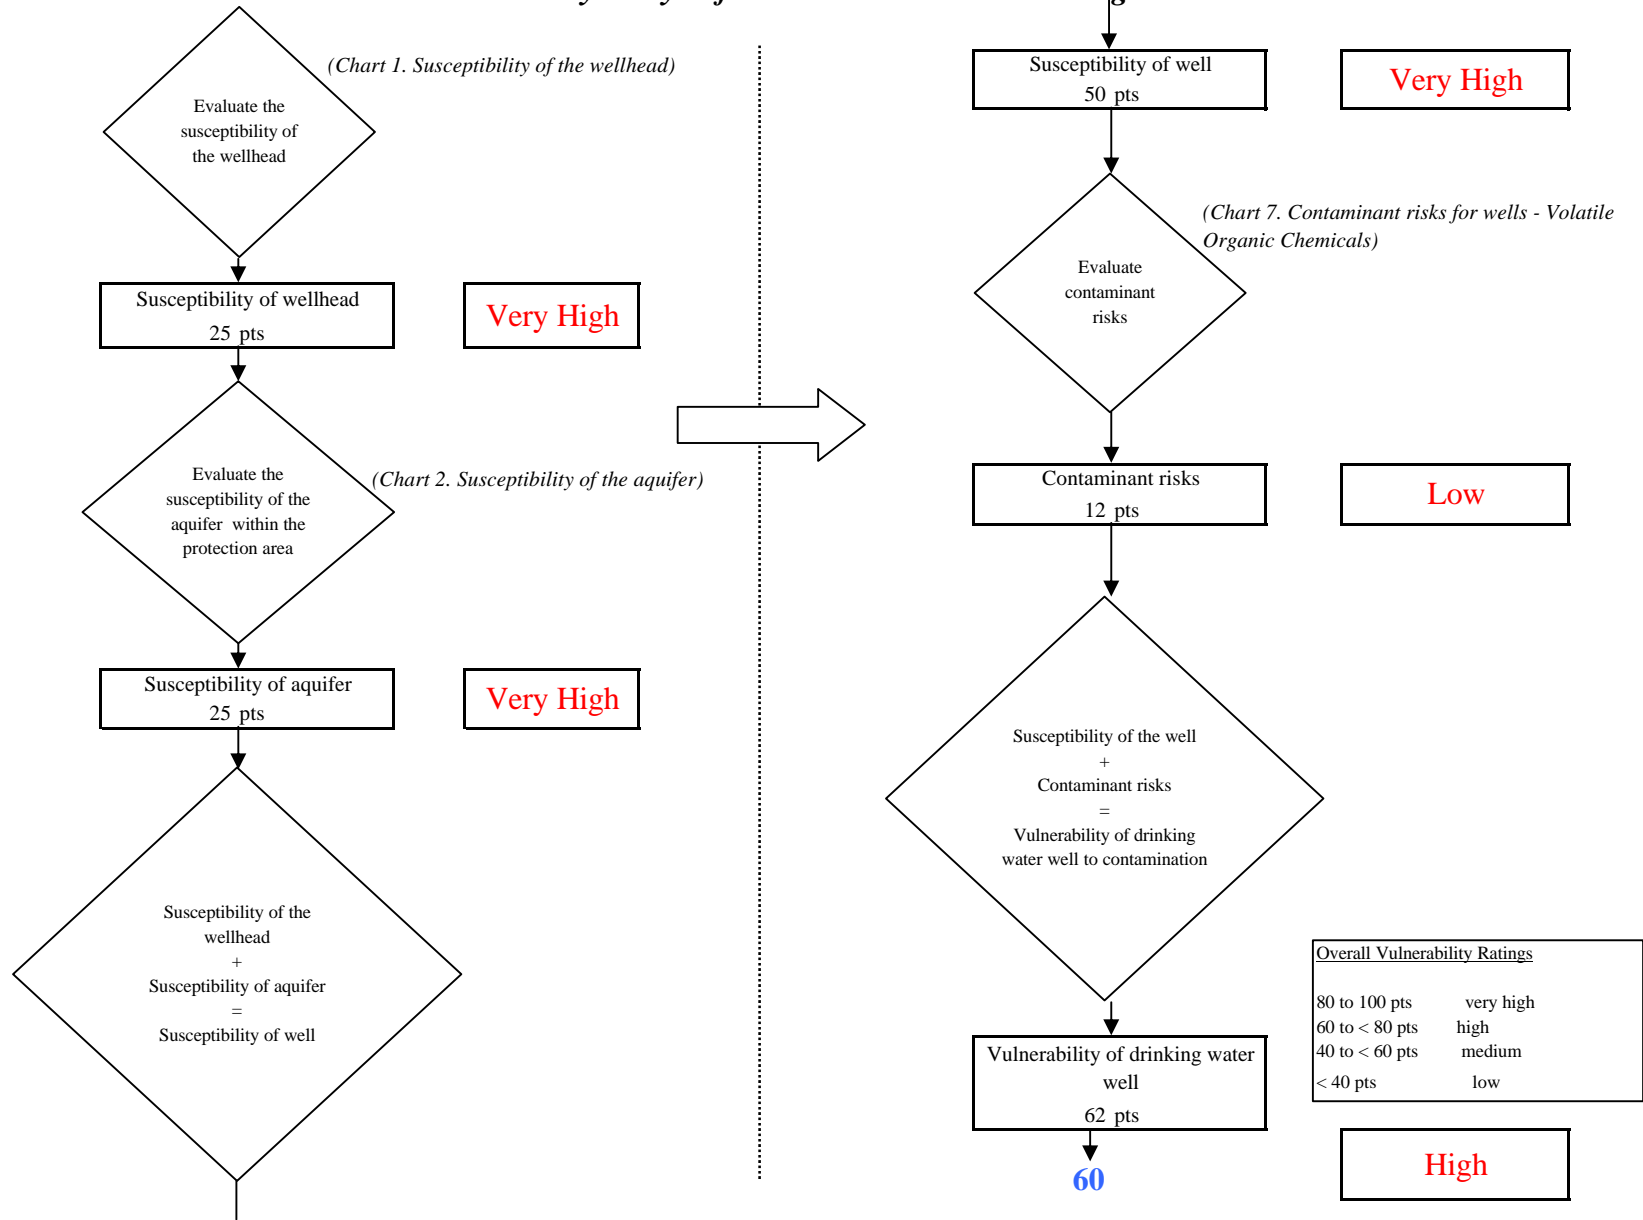 (Chart 1. Susceptibility of the wellhead)
Evaluate the
susceptibility of
the wellhead
Susceptibility of wellhead
25 pts
Very High
Evaluate the
susceptibility of the
aquifer within the
protection area
(Chart 2. Susceptibility of the aquifer)
Susceptibility of aquifer
25 pts
Very High
Susceptibility of the
wellhead
+
Susceptibility of aquifer
=
Susceptibility of well
Susceptibility of well
50 pts
Very High
(Chart 7. Contaminant risks for wells - Volatile
Organic Chemicals)
Evaluate
contaminant
risks
Contaminant risks
12 pts
Low
Susceptibility of the well
+
Contaminant risks
=
Vulnerability of drinking
water well to contamination
Overall Vulnerability Ratings
80 to 100 pts very high
60 to < 80 pts high
40 to < 60 pts medium
< 40 pts low
Vulnerability of drinking water
well
62 pts
60
High